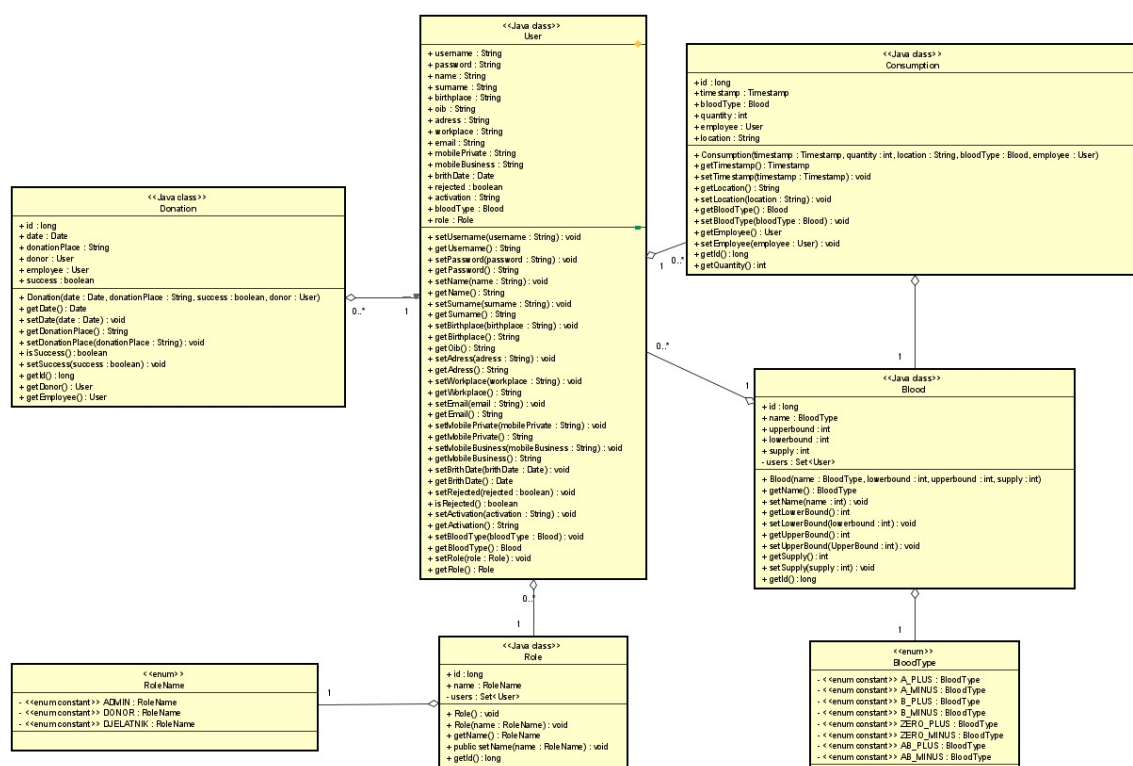 <<Java class>>
User
+ username : String
+ password : String
+ name : String
+ surname : String
+ birthplace : String
+ oib : String
+ adress : String
+ workplace : String
+ email : String
+ mobilePrivate : String
+ mobileBusiness : String
+ brithDate : Date
+ rejected : boolean
+ activation : String
+ bloodType : Blood
+ role : Role
+ setUsername(username : String) : void
+ getUsername() : String
+ setPassword(password : String) : void
+ getPassword() : String
+ setName(name : String) : void
+ getName() : String
+ setSurname(surname : String) : void
+ getSurname() : String
+ setBirthplace(birthplace : String) : void
+ getBirthplace() : String
+ getOib() : String
+ setAdress(adress : String) : void
+ getAdress() : String
+ setWorkplace(workplace : String) : void
+ getWorkplace() : String
+ setEmail(email : String) : void
+ getEmail() : String
+ setMobilePrivate(mobilePrivate : String) : void
+ getMobilePrivate() : String
+ setMobileBusiness(mobileBusiness : String) : void
+ getMobileBusiness() : String
+ setBrithDate(brithDate : Date) : void
+ getBrithDate() : Date
+ setRejected(rejected : boolean) : void
+ isRejected() : boolean
+ setActivation(activation : String) : void
+ getActivation() : String
+ setBloodType(bloodType : Blood) : void
+ getBloodType() : Blood
+ setRole(role : Role) : void
+ getRole() : Role
<<Java class>>
Consumption
+ id : long
+ timestamp : Timestamp
+ bloodType : Blood
+ quantity : int
+ employee : User
+ location : String
+ Consumption(timestamp : Timestamp, quantity : int, location : String, bloodType : Blood, employee : User)
+ getTimestamp() : Timestamp
+ setTimestamp(timestamp : Timestamp) : void
+ getLocation() : String
+ setLocation(location : String) : void
+ getBloodType() : Blood
+ setBloodType(bloodType : Blood) : void
+ getEmployee() : User
+ setEmployee(employee : User) : void
+ getId() : long
+ getQuantity() : int
<<Java class>>
Donation
+ id : long
+ date : Date
+ donationPlace : String
+ donor : User
+ employee : User
+ success : boolean
+ Donation(date : Date, donationPlace : String, success : boolean, donor : User)
+ getDate() : Date
+ setDate(date : Date) : void
+ getDonationPlace() : String
+ setDonationPlace(donationPlace : String) : void
+ isSuccess() : boolean
+ setSuccess(success : boolean) : void
+ getId() : long
+ getDonor() : User
+ getEmployee() : User
0..*
1
1
0..*
0..*
1
1
<<Java class>>
Blood
+ id : long
+ name : BloodType
+ upperbound : int
+ lowerbound : int
+ supply : int
- users : Set<User>
+ Blood(name : BloodType, lowerbound : int, upperbound : int, supply : int)
+ getName() : BloodType
+ setName(name : int) : void
+ getLowerBound() : int
+ setLowerBound(lowerbound : int) : void
+ getUpperBound() : int
+ setUpperBound(UpperBound : int) : void
+ getSupply() : int
+ setSupply(supply : int) : void
+ getId() : long
0..*
1
1
<<enum>>
RoleName
- <<enum constant>> ADMIN : RoleName
- <<enum constant>> DONOR : RoleName
- <<enum constant>> DJELATNIK : RoleName
1
<<Java class>>
Role
+ id : long
+ name : RoleName
- users : Set<User>
+ Role() : void
+ Role(name : RoleName) : void
+ getName() : RoleName
+ public setName(name : RoleName) : void
+ getId() : long
<<enum>>
BloodType
- <<enum constant>> A_PLUS : BloodType
- <<enum constant>> A_MINUS : BloodType
- <<enum constant>> B_PLUS : BloodType
- <<enum constant>> B_MINUS : BloodType
- <<enum constant>> ZERO_PLUS : BloodType
- <<enum constant>> ZERO_MINUS : BloodType
- <<enum constant>> AB_PLUS : BloodType
- <<enum constant>> AB_MINUS : BloodType